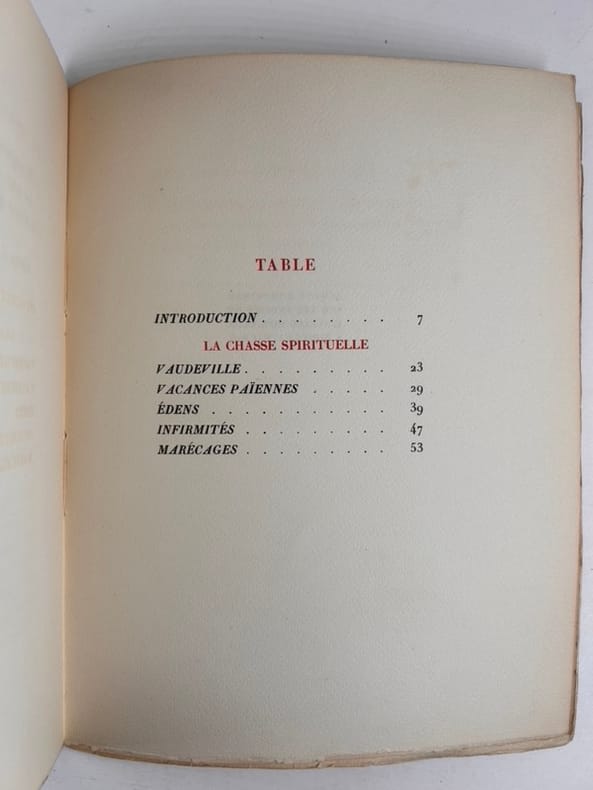 TABLE
INTRODUCTION . . . . . . . . 7
LA CHASSE SPIRITUELLE
VAUDEVILLE . . . . . . . . . 23
VACANCES PAÏENNES . . . . . 29
ÉDENS . . . . . . . . . . . 39
INFIRMITÉS . . . . . . . . . 47
MARÉCAGES . . . . . . . . . 53